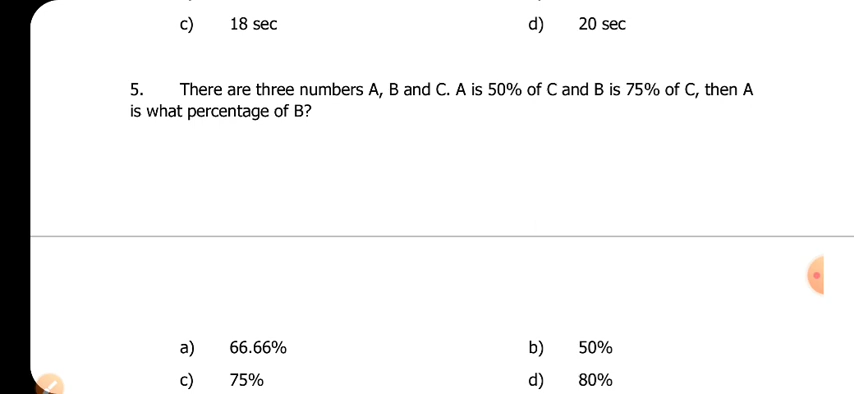 c) 18 sec d) 20 sec
5. There are three numbers A, B and C. A is 50% of C and B is 75% of C, then A
is what percentage of B?
a) 66.66% b) 50%
c) 75% d) 80%